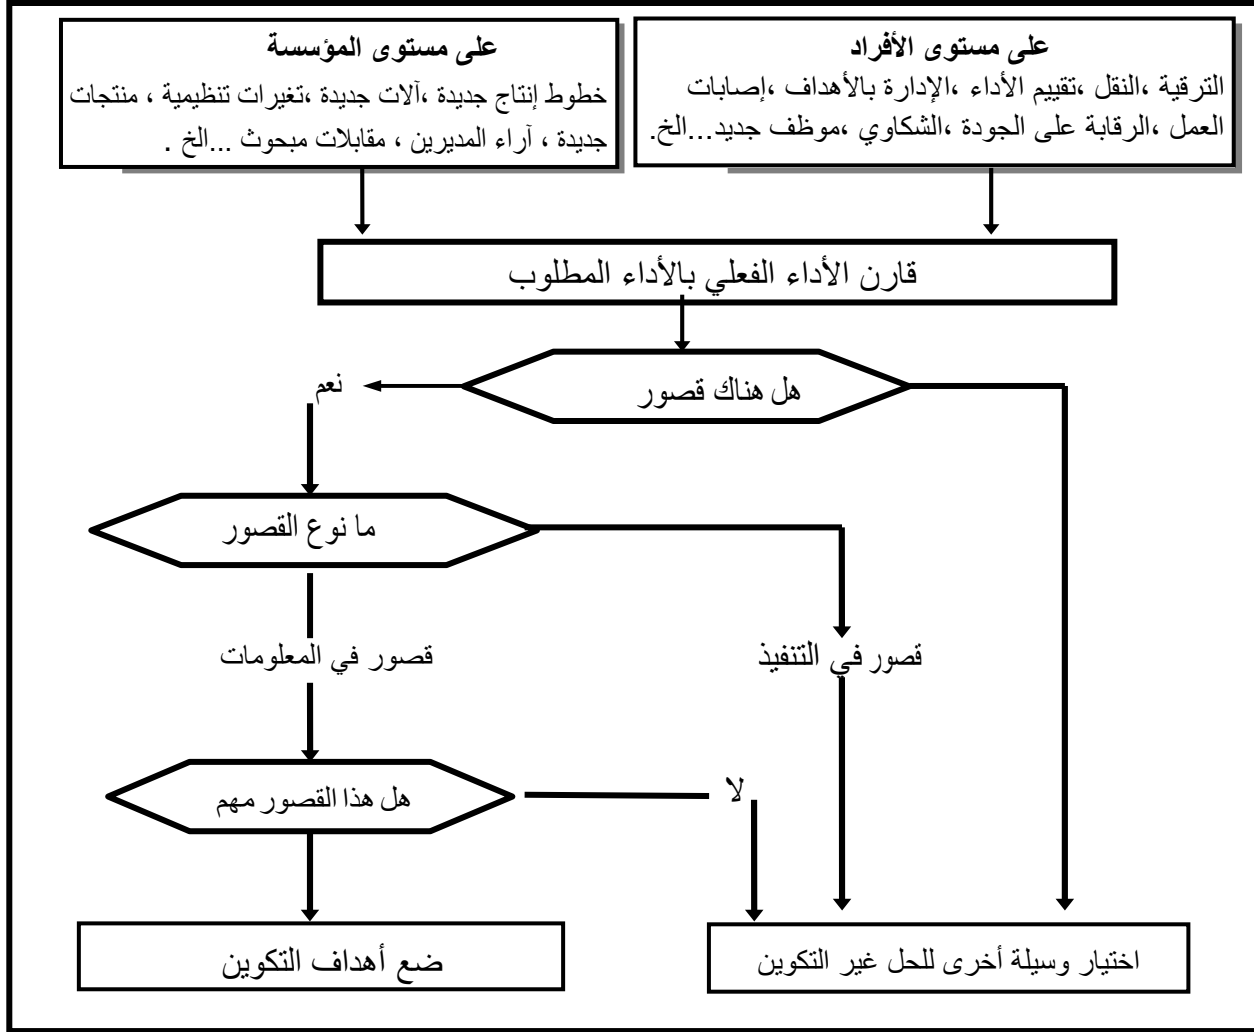 على مستوى الأفراد
الترقية ،النقل ،تقييم الأداء ،الإدارة بالأهداف ،إصابات
العمل ،الرقابة على الجودة ،الشكاوي ،موظف جديد...الخ.
على مستوى المؤسسة
خطوط إنتاج جديدة ،آلات جديدة ،تغيرات تنظيمية ، منتجات
جديدة ، آراء المديرين ، مقابلات مبحوث ...الخ .
قارن الأداء الفعلي بالأداء المطلوب
هل هناك قصور
نعم
ما نوع القصور
قصور في التنفيذ
قصور في المعلومات
هل هذا القصور مهم
لا
اختيار وسيلة أخرى للحل غير التكوين
ضع أهداف التكوين